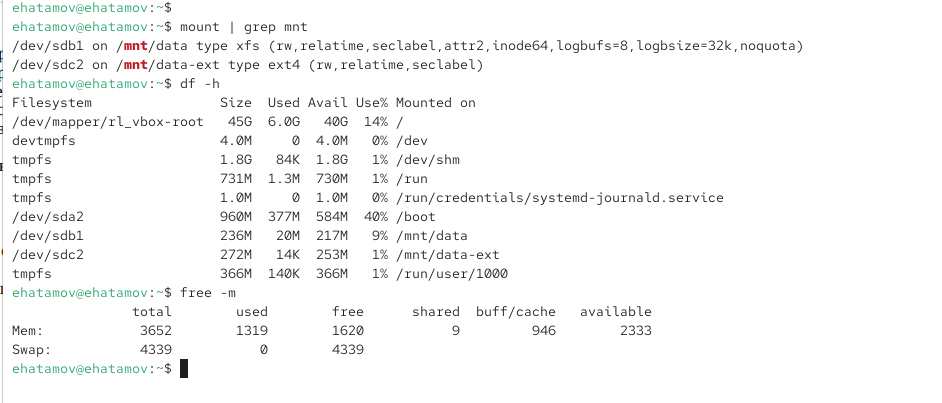 ehatamov@ehatamov:~$
ehatamov@ehatamov:~$ mount | grep mnt
/dev/sdb1 on /mnt/data type xfs (rw,relatime,seclabel,attr2,inode64,logbufs=8,logbsize=32k,noquota)
/dev/sdc2 on /mnt/data-ext type ext4 (rw,relatime,seclabel)
ehatamov@ehatamov:~$ df -h
Filesystem                Size  Used Avail Use% Mounted on
/dev/mapper/rl_vbox-root   45G  6.0G   40G  14% /
devtmpfs                  4.0M     0  4.0M   0% /dev
tmpfs                     1.8G   84K  1.8G   1% /dev/shm
tmpfs                     731M  1.3M  730M   1% /run
tmpfs                     1.0M     0  1.0M   0% /run/credentials/systemd-journald.service
/dev/sda2                 960M  377M  584M  40% /boot
/dev/sdb1                 236M   20M  217M   9% /mnt/data
/dev/sdc2                 272M   14K  253M   1% /mnt/data-ext
tmpfs                     366M  140K  366M   1% /run/user/1000
ehatamov@ehatamov:~$ free -m
               total        used        free      shared  buff/cache   available
Mem:            3652        1319        1620           9         946        2333
Swap:           4339           0        4339
ehatamov@ehatamov:~$